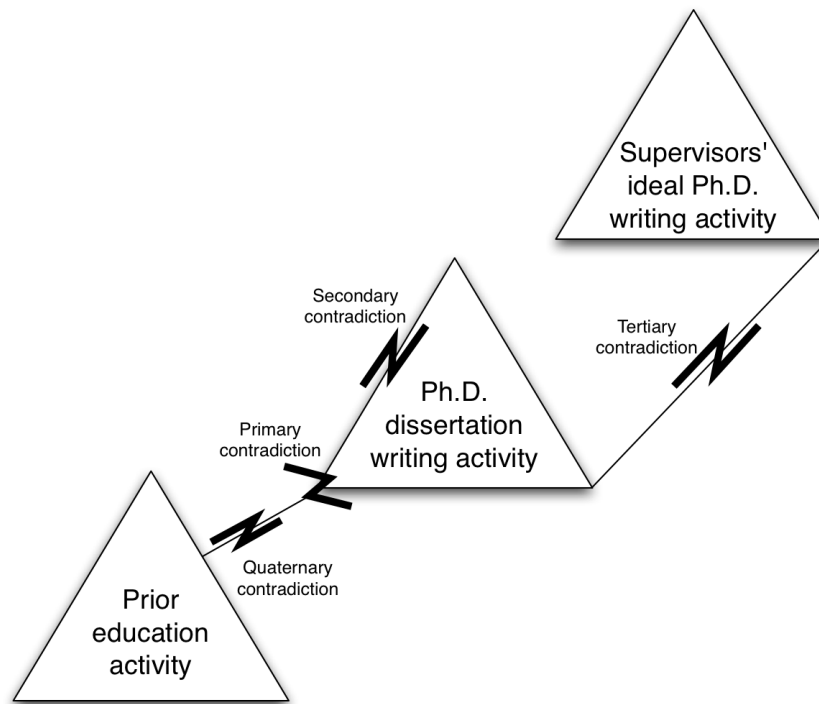 Supervisors'
ideal Ph.D.
writing activity
Secondary
contradiction
Tertiary
contradiction
Ph.D.
dissertation
writing activity
Primary
contradiction
Quaternary
contradiction
Prior
education
activity